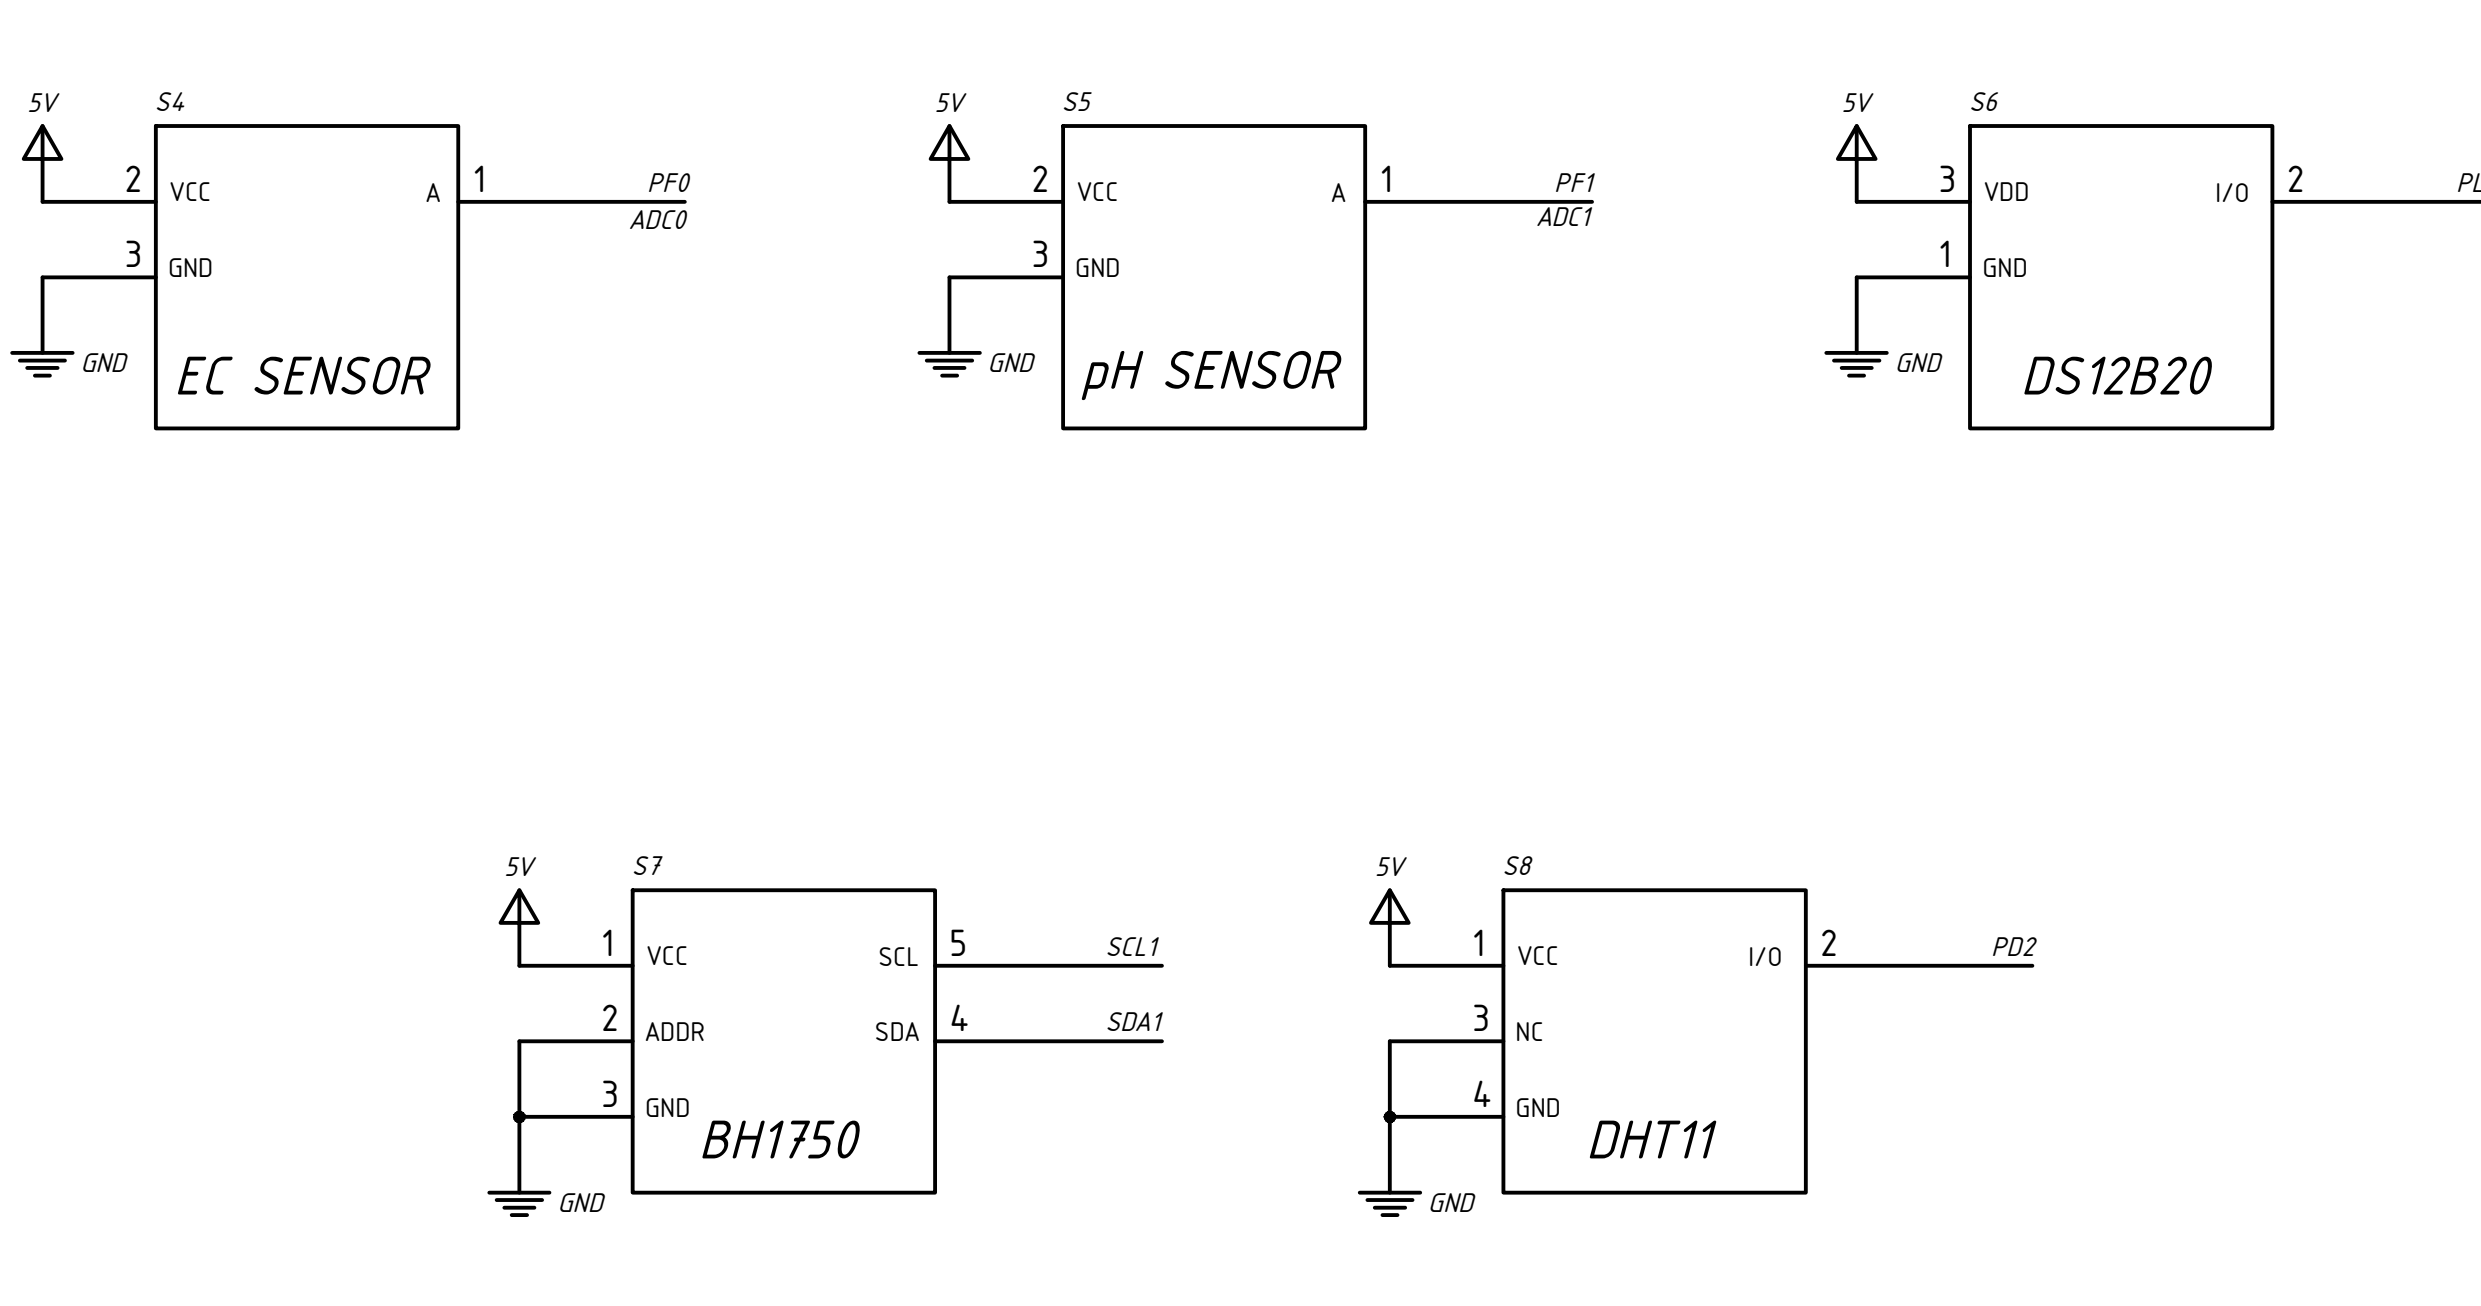 5V S4
2 VCC A 1 PF0
ADC0
3 GND
GND
EC SENSOR
5V S5
2 VCC A 1 PF1
ADC1
3 GND
GND
pH SENSOR
5V S6
3 VDD I/O 2 PL
1 GND
GND
DS12B20
5V S7
1 VCC SCL 5 SCL1
2 ADDR SDA 4 SDA1
3 GND
BH1750
GND
5V S8
1 VCC I/O 2 PD2
3 NC
4 GND
DHT11
GND